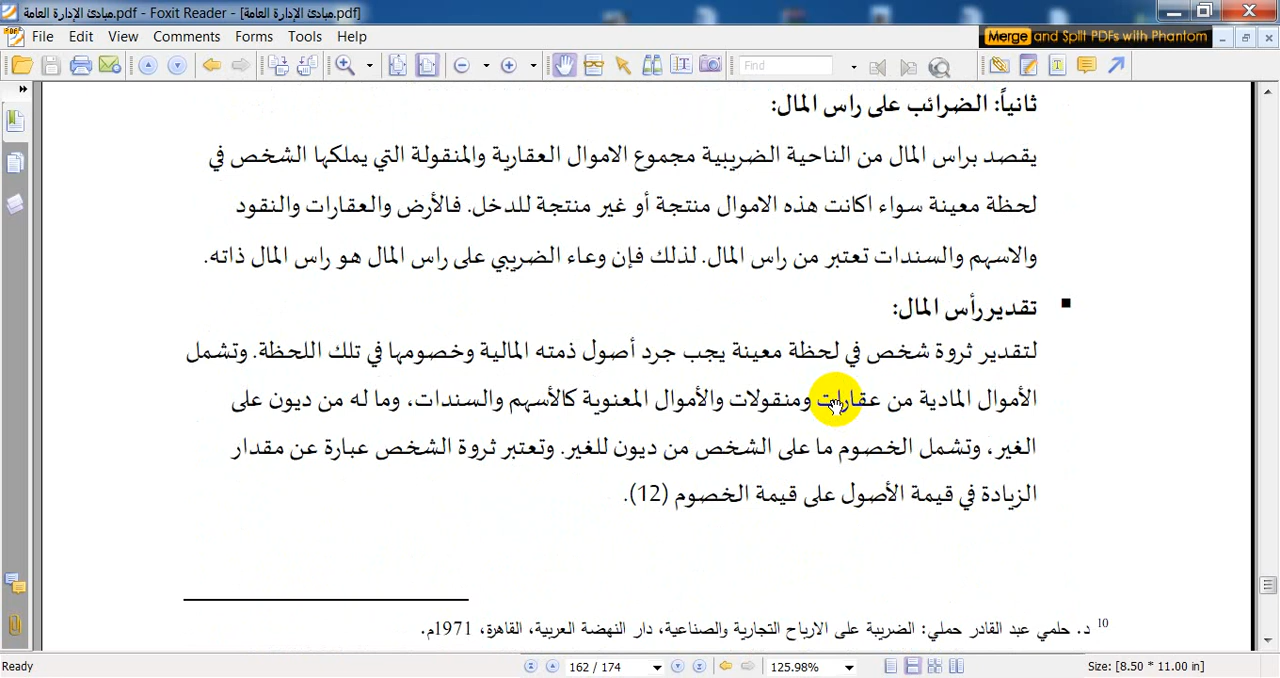 مبادئ الإدارة العامة.pdf - Foxit Reader - [مبادئ الإدارة العامة.pdf]
File Edit View Comments Forms Tools Help
Merge and Split PDFs with Phantom
Find
ثانياً: الضرائب على راس المال:
يقصد براس المال من الناحية الضريبية مجموع الاموال العقارية والمنقولة التي يملكها الشخص في
لحظة معينة سواء اكانت هذه الاموال منتجة أو غير منتجة للدخل. فالأرض والعقارات والنقود
والاسهم والسندات تعتبر من راس المال. لذلك فإن وعاء الضريبي على راس المال هو راس المال ذاته.
▪ تقدير رأس المال:
لتقدير ثروة شخص في لحظة معينة يجب جرد أصول ذمته المالية وخصومها في تلك اللحظة. وتشمل
الأموال المادية من عقارات ومنقولات والأموال المعنوية كالأسهم والسندات، وما له من ديون على
الغير، وتشمل الخصوم ما على الشخص من ديون للغير. وتعتبر ثروة الشخص عبارة عن مقدار
الزيادة في قيمة الأصول على قيمة الخصوم (12).
10 د. حلمي عبد القادر حملي: الضريبة على الارباح التجارية والصناعية، دار النهضة العربية، القاهرة، 1971م.
Ready 162 / 174 125.98% Size: [8.50 * 11.00 in]